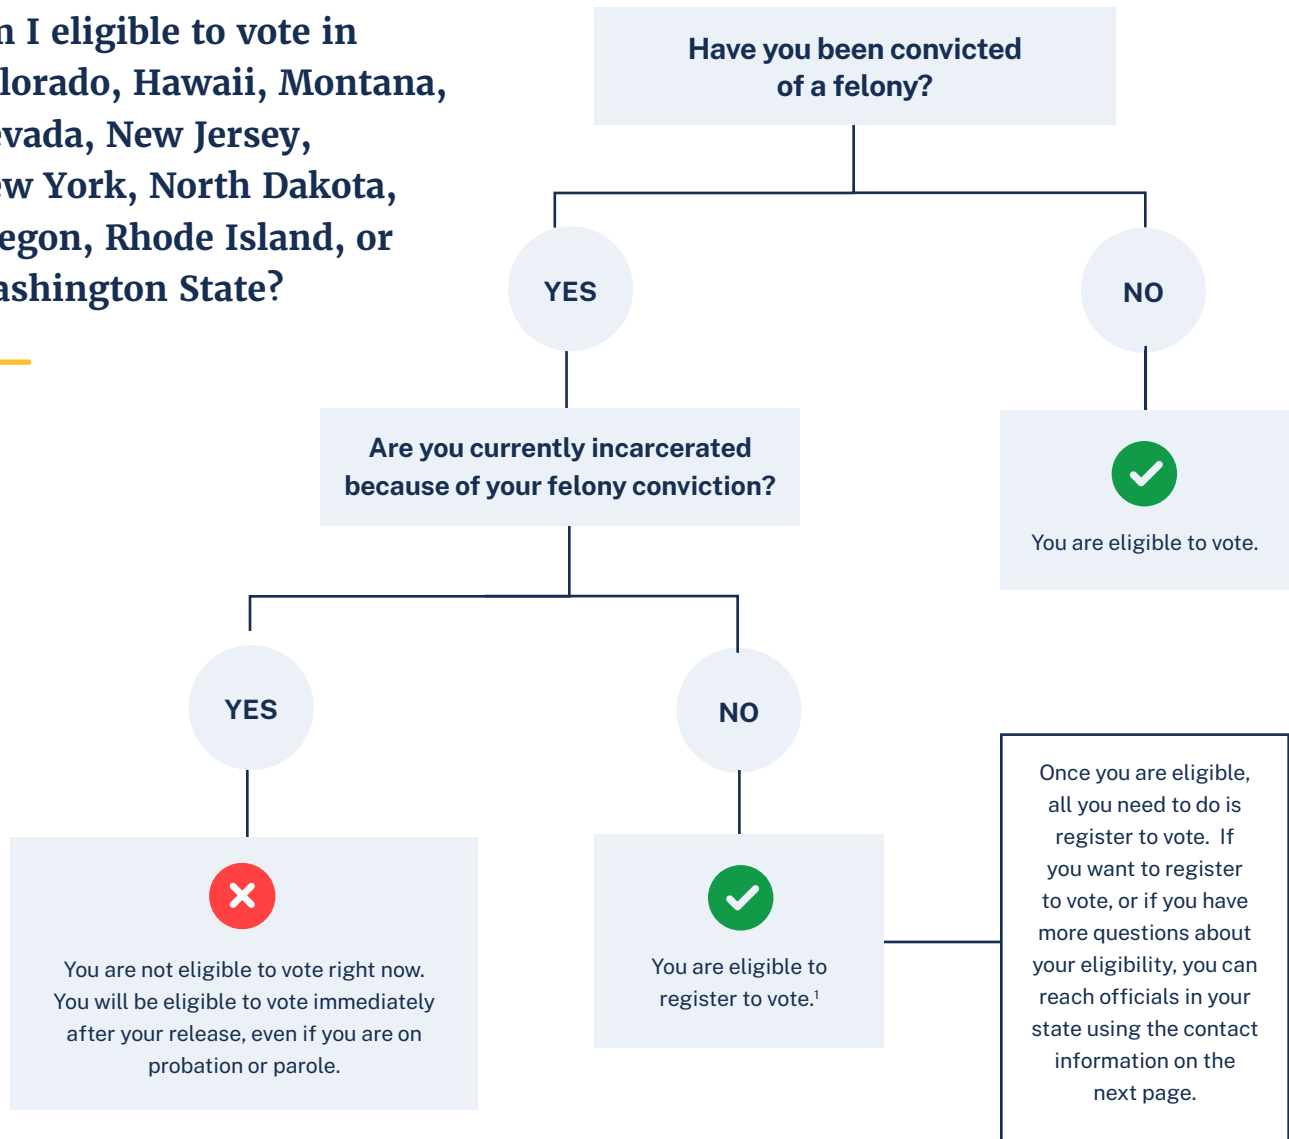 n I eligible to vote in
lorado, Hawaii, Montana,
evada, New Jersey,
ew York, North Dakota,
egon, Rhode Island, or
ashington State?
Have you been convicted
of a felony?
YES
NO
Are you currently incarcerated
because of your felony conviction?
You are eligible to vote.
YES
NO
You are not eligible to vote right now.
You will be eligible to vote immediately
after your release, even if you are on
probation or parole.
You are eligible to
register to vote.¹
Once you are eligible,
all you need to do is
register to vote. If
you want to register
to vote, or if you have
more questions about
your eligibility, you can
reach officials in your
state using the contact
information on the
next page.